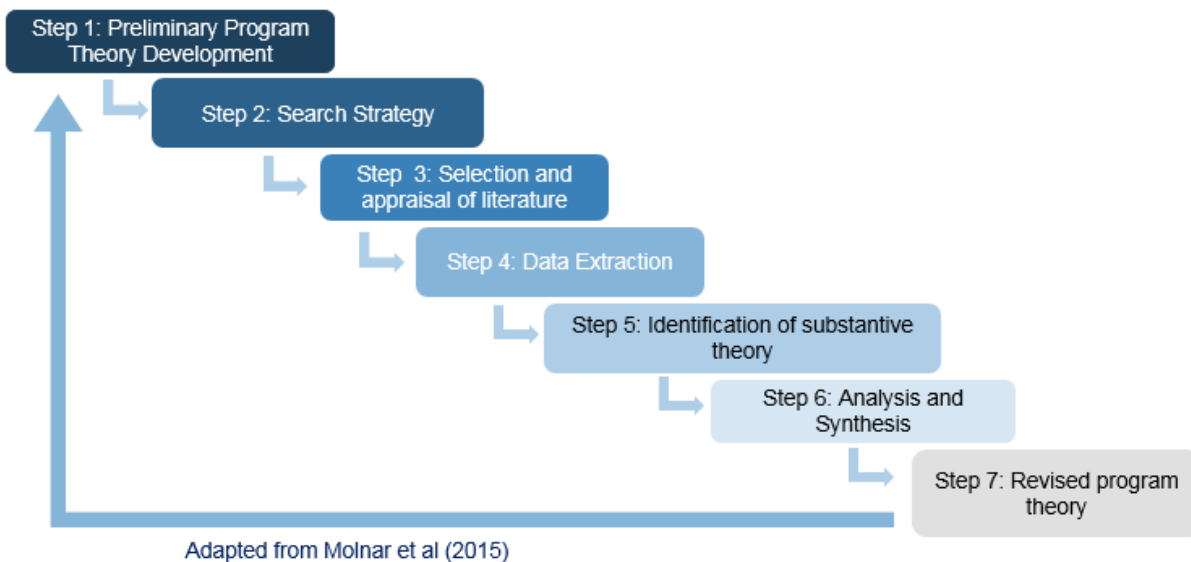 Step 1: Preliminary Program
Theory Development
Step 2: Search Strategy
Step  3: Selection and
appraisal of literature
Step 4: Data Extraction
Step 5: Identification of substantive
theory
Step 6: Analysis and
Synthesis
Step 7: Revised program
theory
Adapted from Molnar et al (2015)